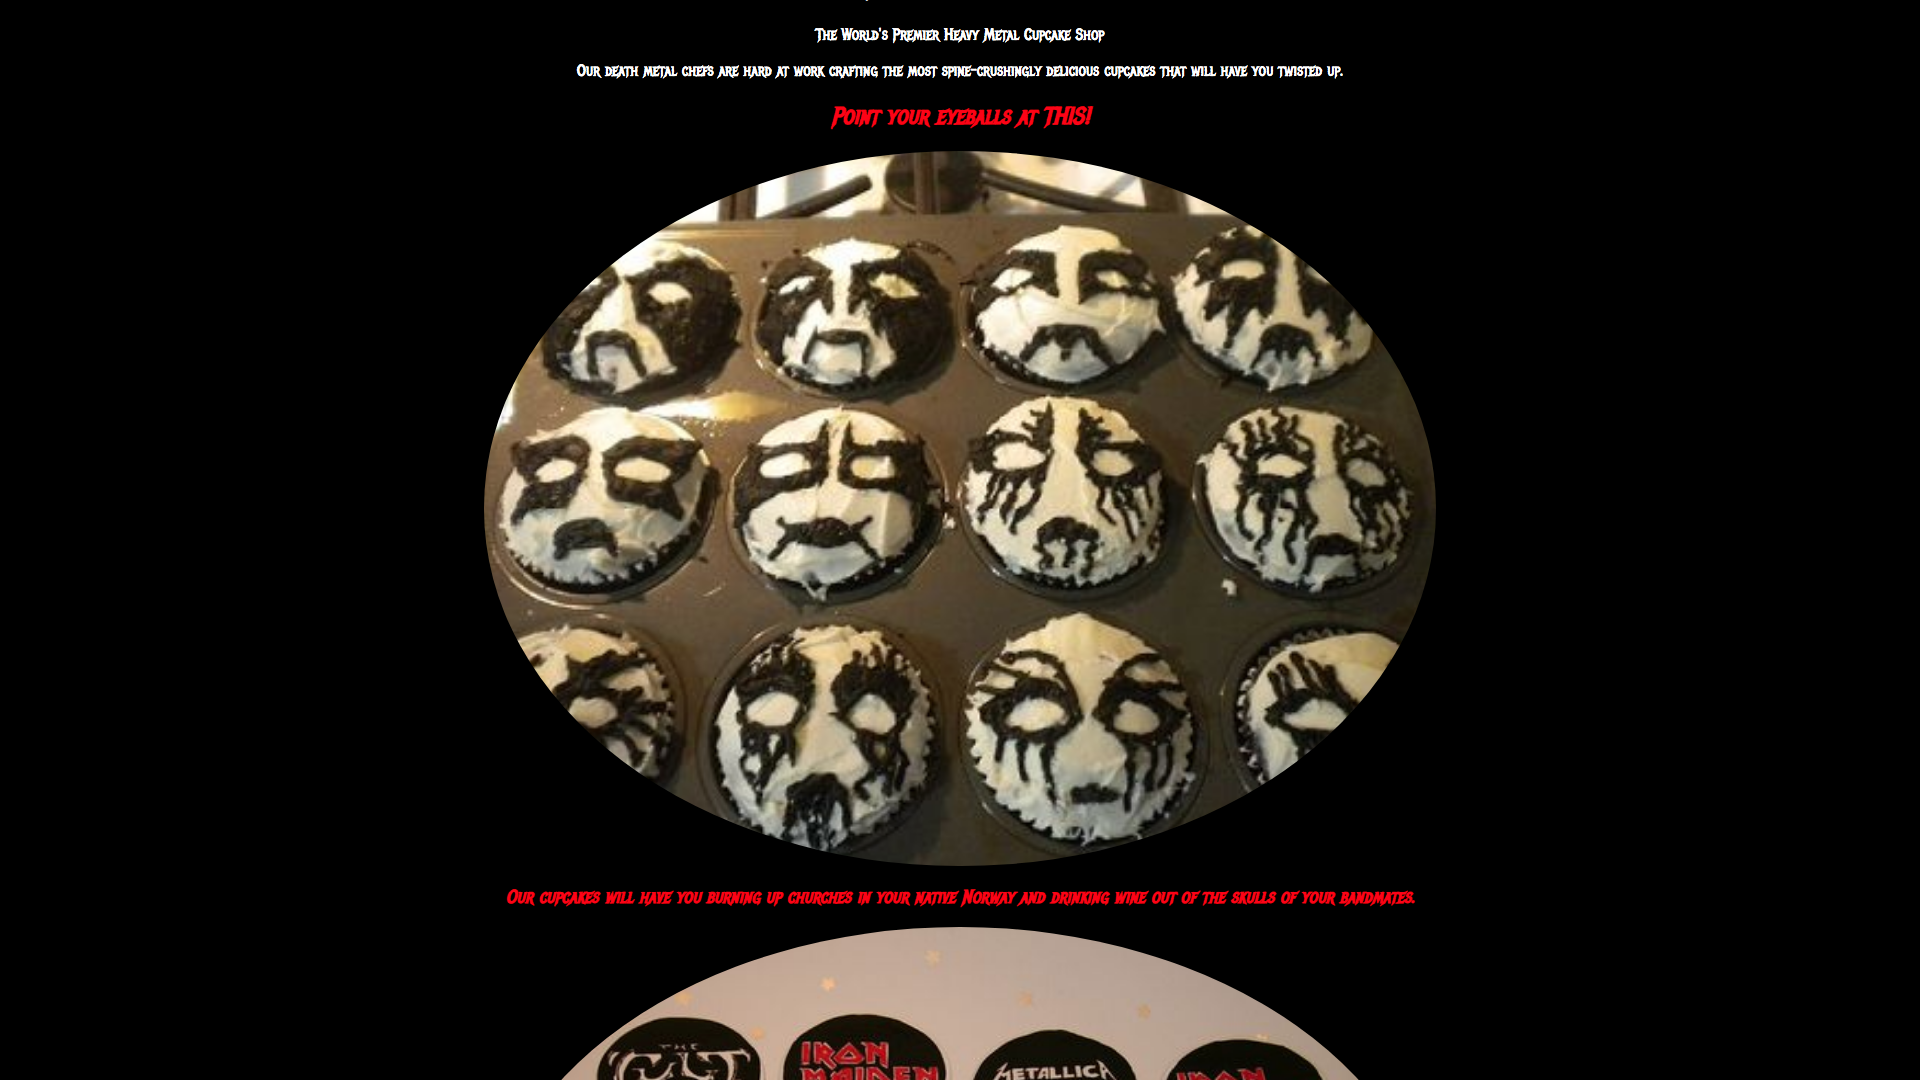 The World's Premier Heavy Metal Cupcake Shop
Our death metal chefs are hard at work crafting the most spine-crushingly delicious cupcakes that will have you twisted up.
Point your eyeballs at THIS!
Our cupcakes will have you burning up churches in your native Norway and drinking wine out of the skulls of your bandmates.
THE
CULT
IRON
MAIDEN
METALLICA
IRON